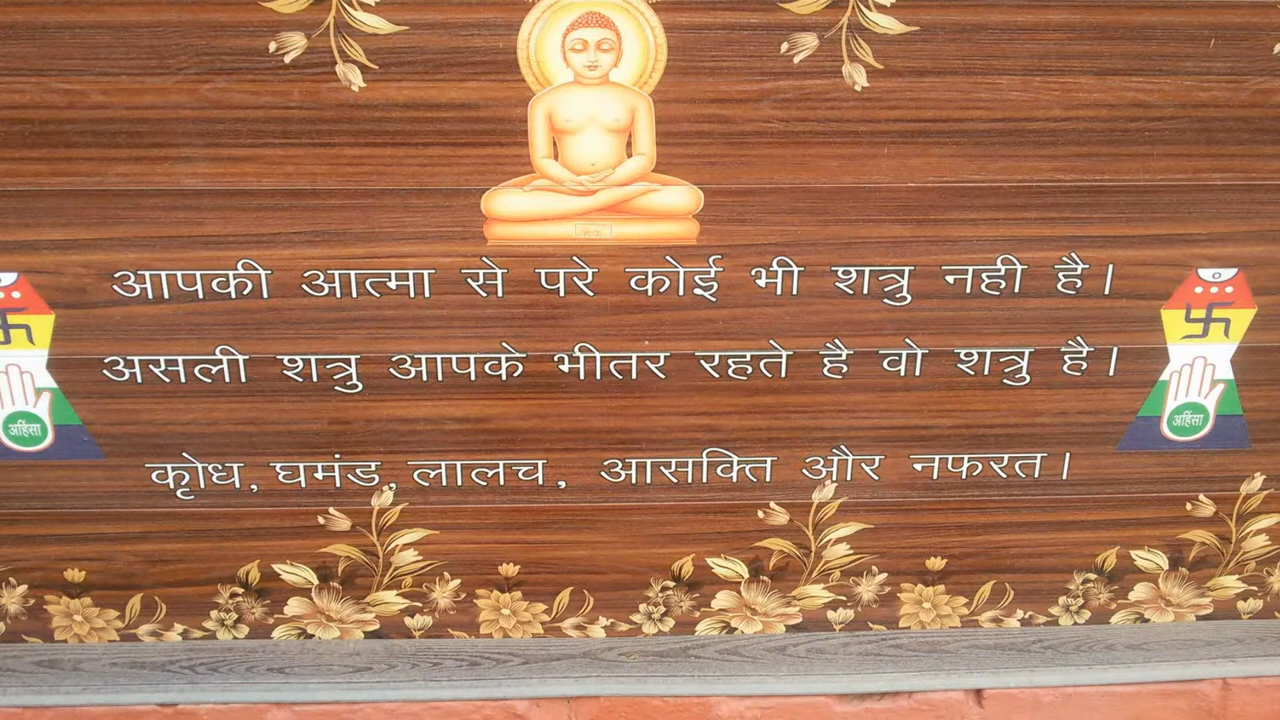 आपकी आत्मा से परे कोई भी शत्रु नही है।
असली शत्रु आपके भीतर रहते है वो शत्रु है।
अहिंसा
अहिंसा
कृोध, घमंड, लालच, आसक्ति और नफरत।